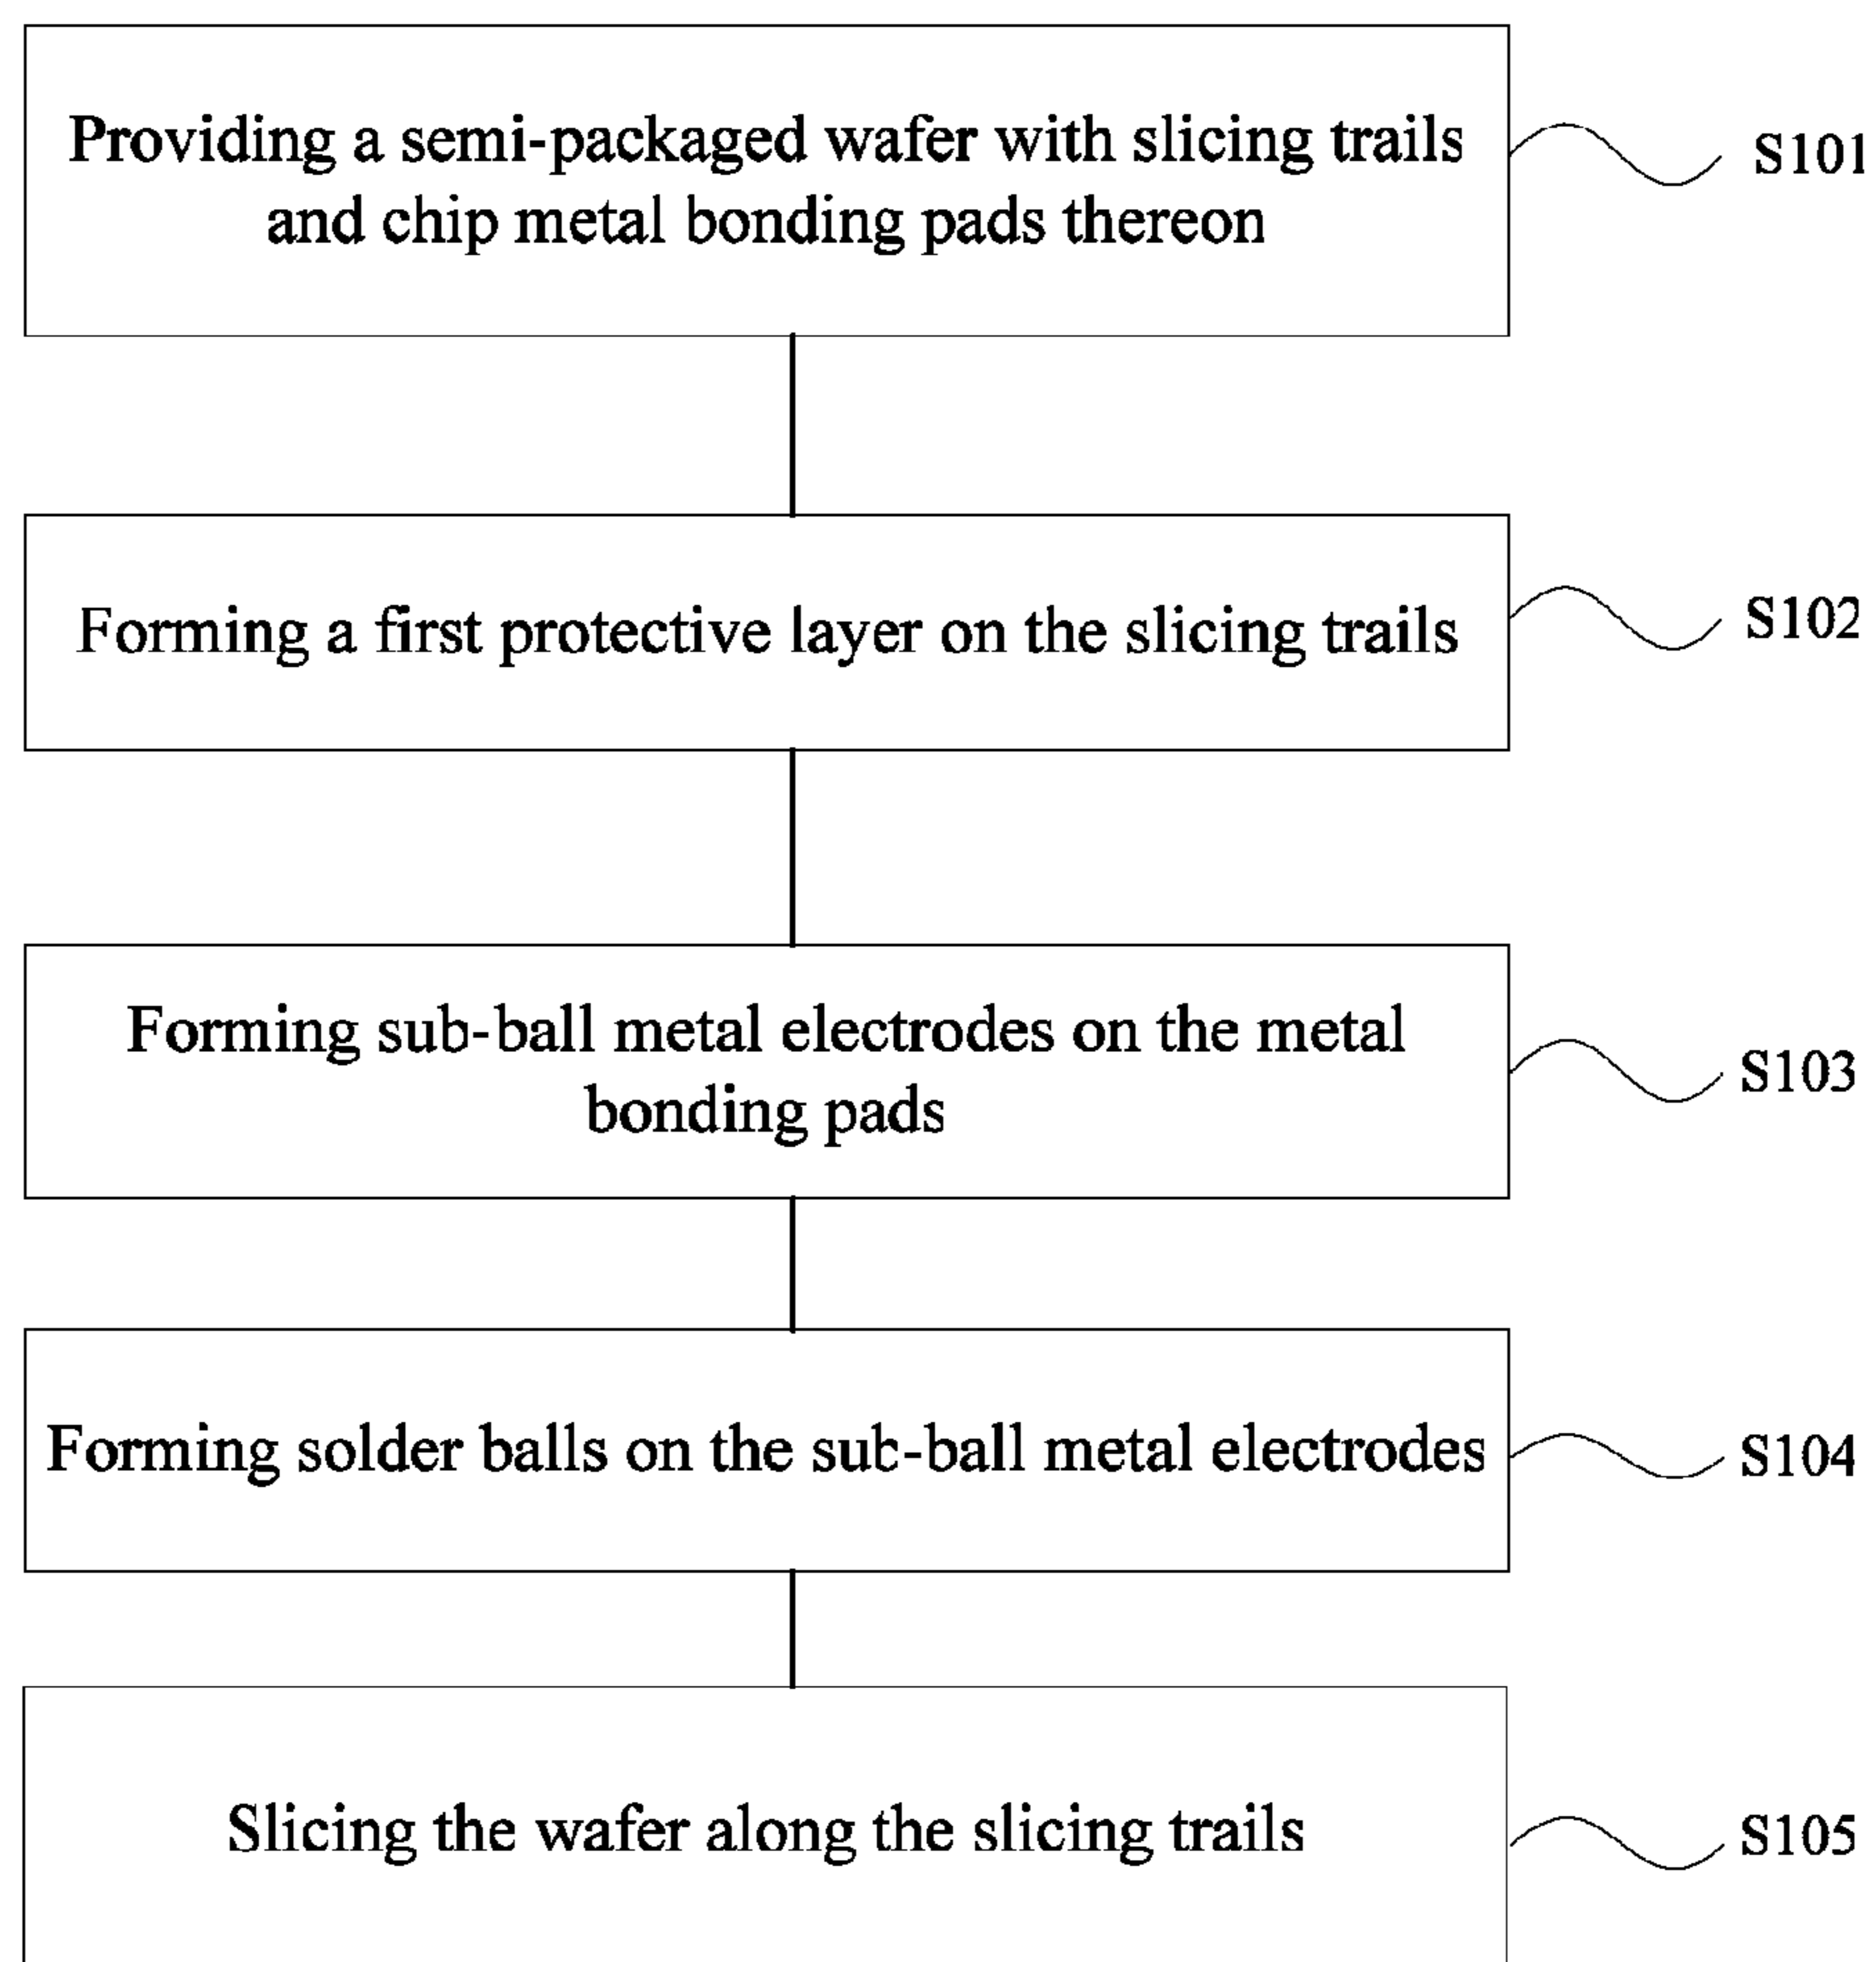 Providing a semi-packaged wafer with slicing trails
and chip metal bonding pads thereon
S101
Forming a first protective layer on the slicing trails
S102
Forming sub-ball metal electrodes on the metal
bonding pads
S103
Forming solder balls on the sub-ball metal electrodes
S104
Slicing the wafer along the slicing trails
S105